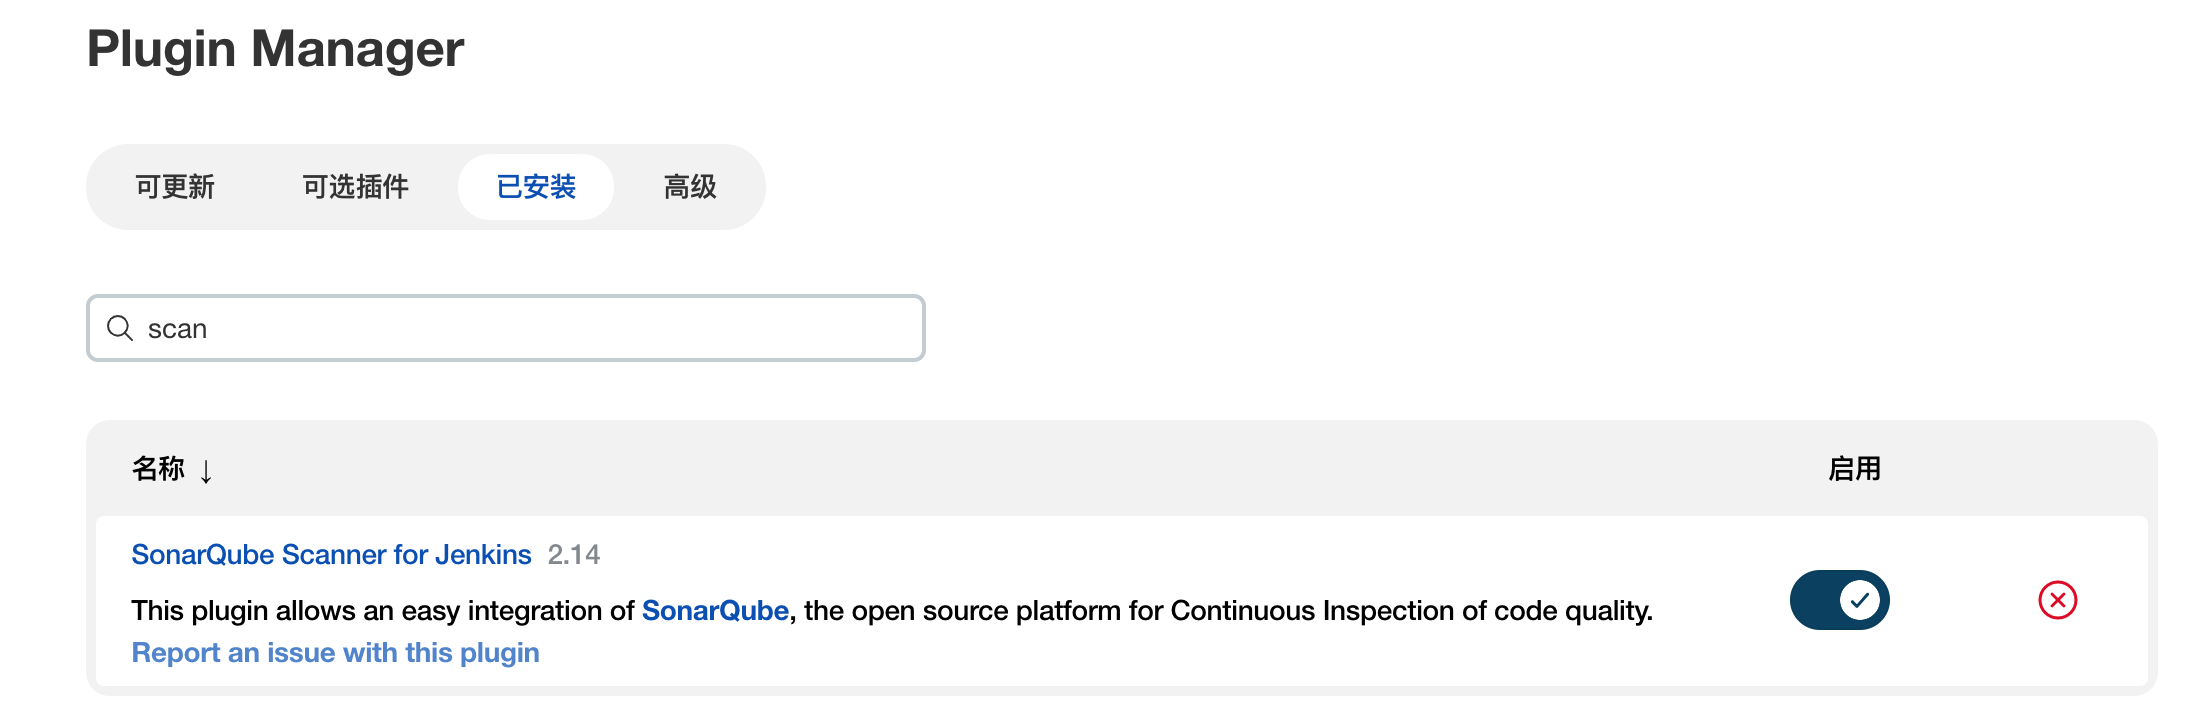 Plugin Manager
可更新 可选插件 已安装 高级
scan
名称 ↓ 启用
SonarQube Scanner for Jenkins 2.14
This plugin allows an easy integration of SonarQube, the open source platform for Continuous Inspection of code quality.
Report an issue with this plugin